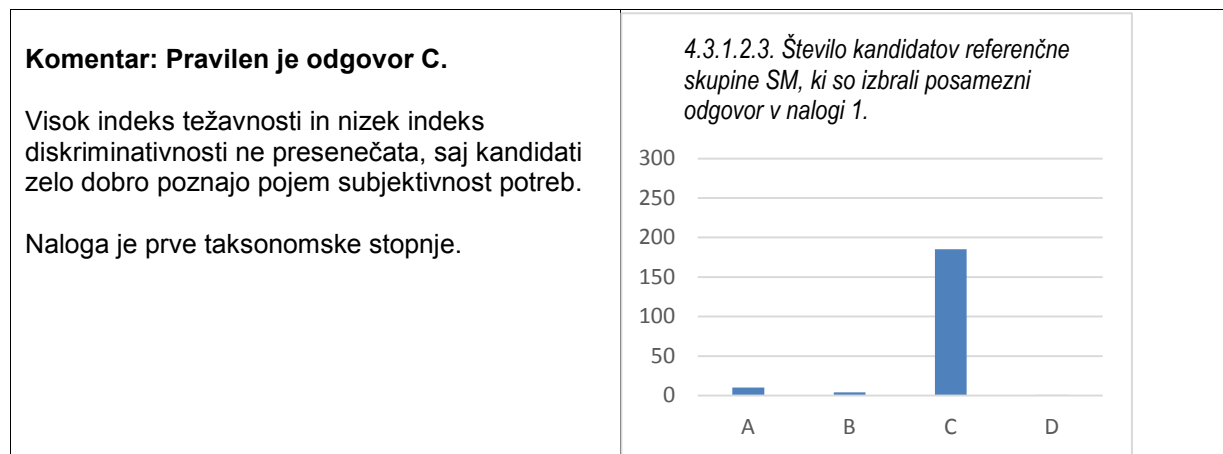 Komentar: Pravilen je odgovor C.
Visok indeks težavnosti in nizek indeks
diskriminativnosti ne presenečata, saj kandidati
zelo dobro poznajo pojem subjektivnost potreb.
Naloga je prve taksonomske stopnje.
4.3.1.2.3. Število kandidatov referenčne
skupine SM, ki so izbrali posamezni
odgovor v nalogi 1.
300
250
200
150
100
50
0
A B C D